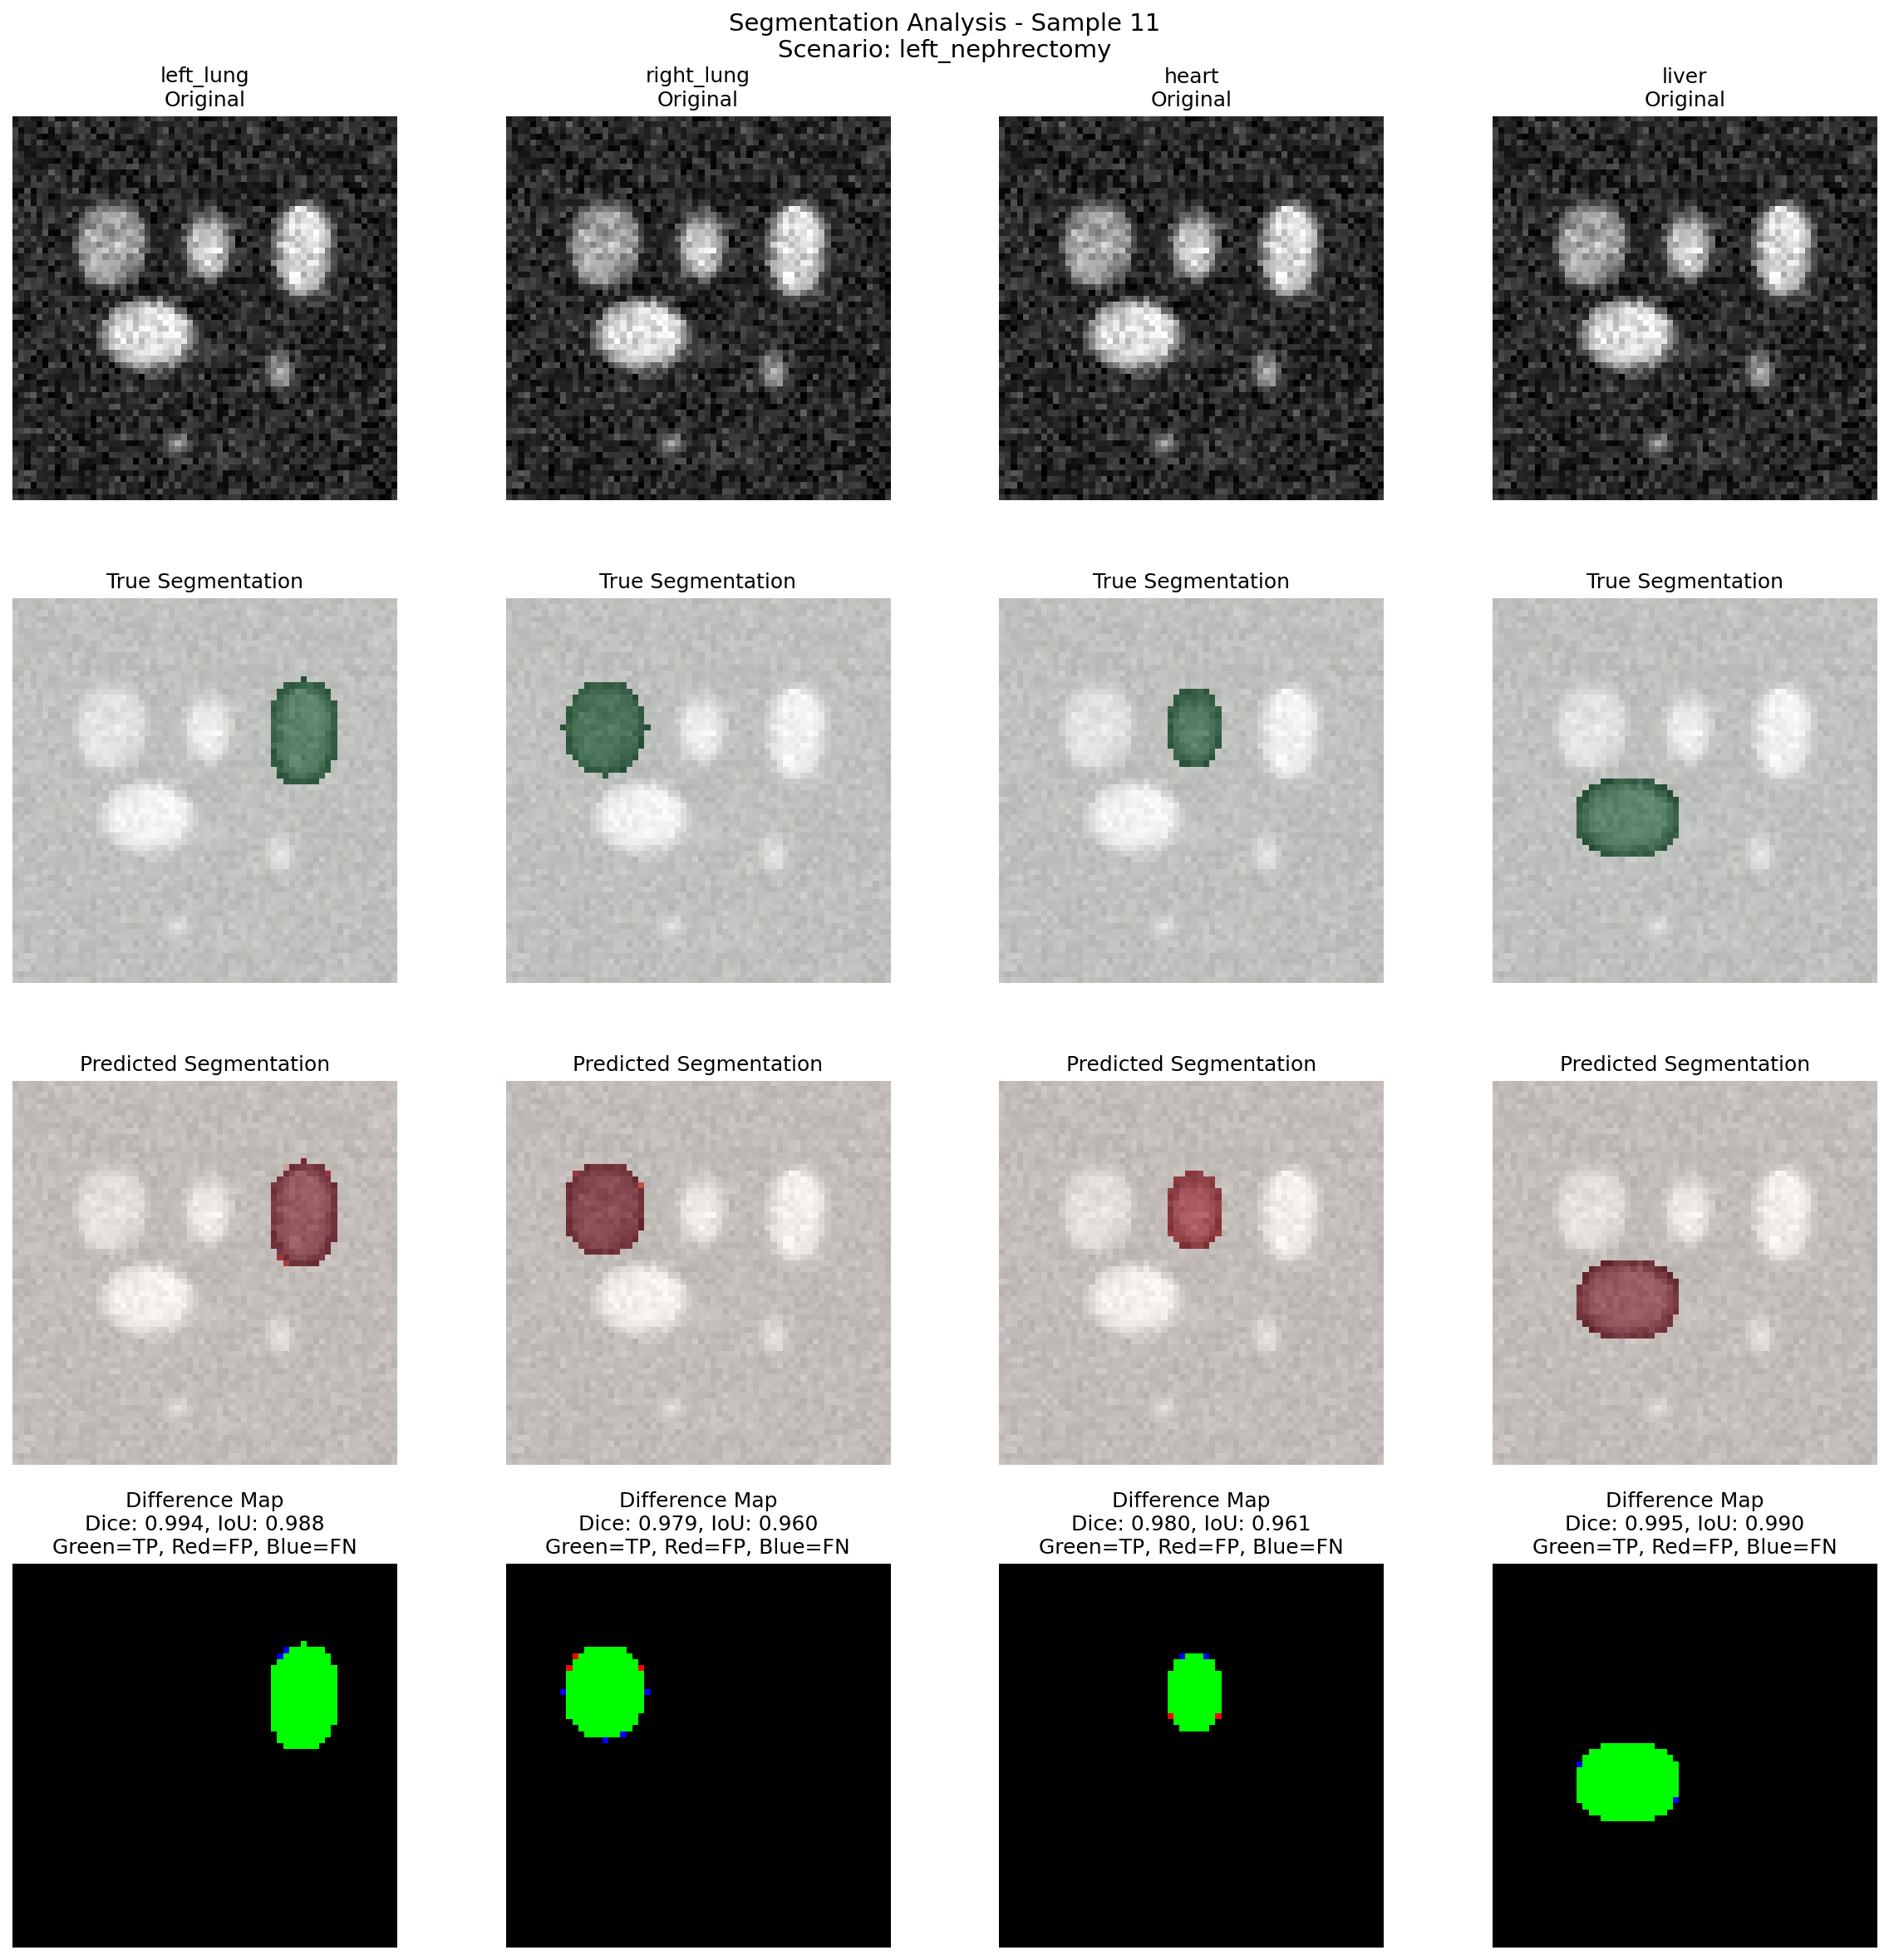 Segmentation Analysis - Sample 11
Scenario: left_nephrectomy
left_lung
Original
right_lung
Original
heart
Original
liver
Original
True Segmentation
True Segmentation
True Segmentation
True Segmentation
Predicted Segmentation
Predicted Segmentation
Predicted Segmentation
Predicted Segmentation
Difference Map
Dice: 0.994, IoU: 0.988
Green=TP, Red=FP, Blue=FN
Difference Map
Dice: 0.979, IoU: 0.960
Green=TP, Red=FP, Blue=FN
Difference Map
Dice: 0.980, IoU: 0.961
Green=TP, Red=FP, Blue=FN
Difference Map
Dice: 0.995, IoU: 0.990
Green=TP, Red=FP, Blue=FN